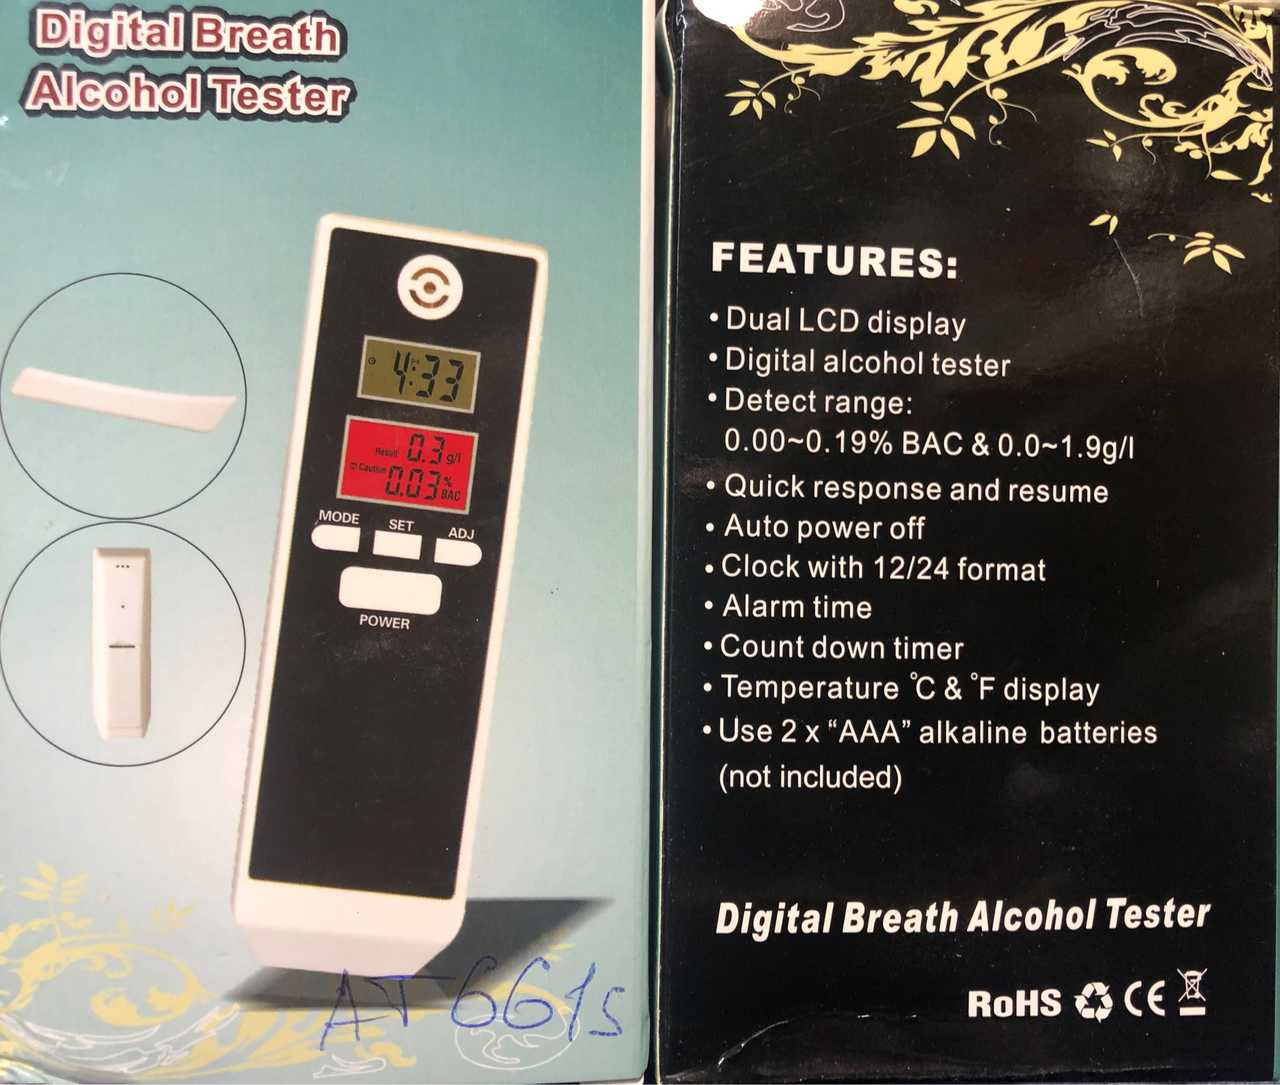 Digital Breath
Alcohol Tester
4:33
Result 0.3 g/l
Caution 0.03 % BAC
MODE SET ADJ
POWER
AT661s
FEATURES:
• Dual LCD display
• Digital alcohol tester
• Detect range:
0.00~0.19% BAC & 0.0~1.9g/l
• Quick response and resume
• Auto power off
• Clock with 12/24 format
• Alarm time
• Count down timer
• Temperature °C & °F display
• Use 2 x “AAA” alkaline batteries
(not included)
Digital Breath Alcohol Tester
RoHS CE